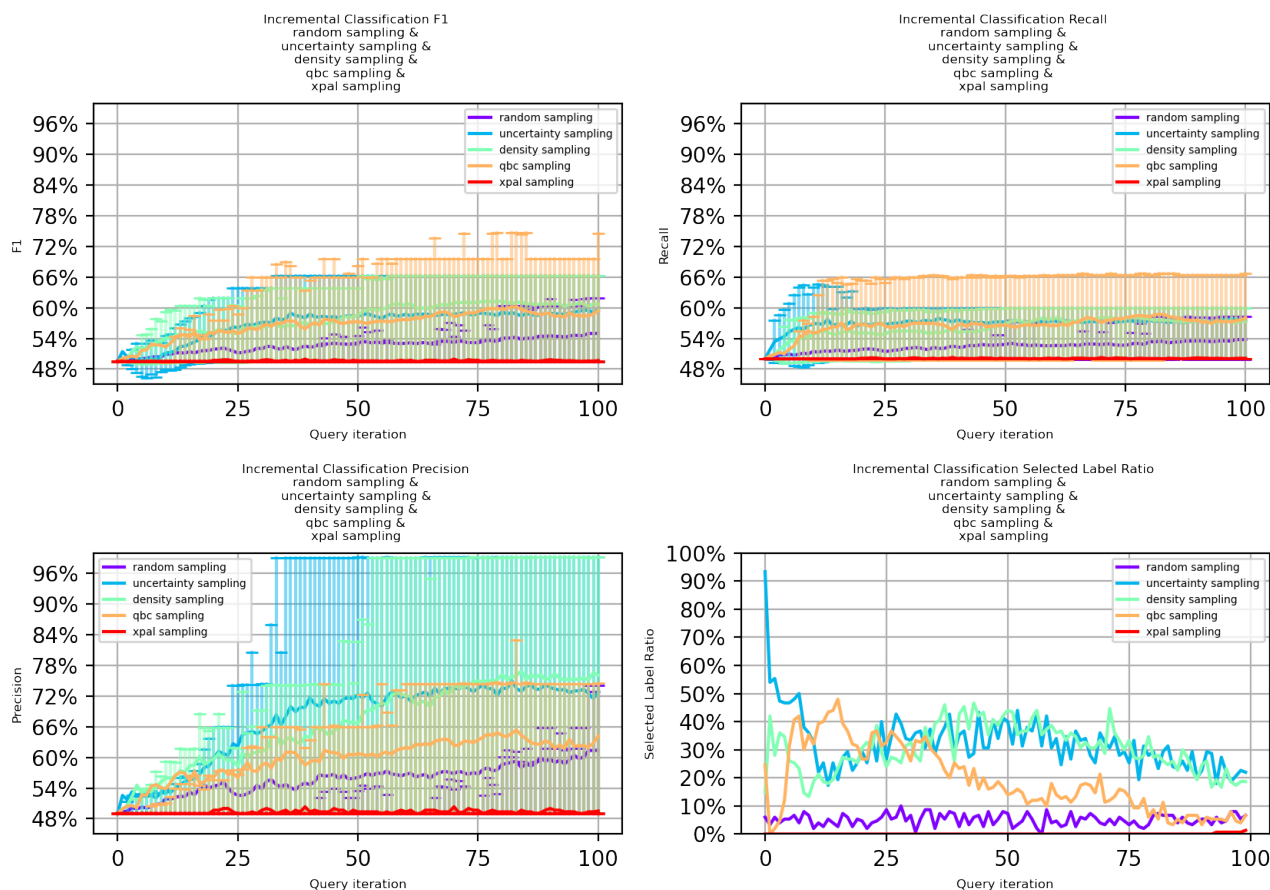 Incremental Classification F1
random sampling &
uncertainty sampling &
density sampling &
qbc sampling &
xpal sampling
96%
90%
84%
78%
72%
66%
60%
54%
48%
F1
random sampling
uncertainty sampling
density sampling
qbc sampling
xpal sampling
0
25
50
75
100
Query iteration
Incremental Classification Recall
random sampling &
uncertainty sampling &
density sampling &
qbc sampling &
xpal sampling
96%
90%
84%
78%
72%
66%
60%
54%
48%
Recall
random sampling
uncertainty sampling
density sampling
qbc sampling
xpal sampling
0
25
50
75
100
Query iteration
Incremental Classification Precision
random sampling &
uncertainty sampling &
density sampling &
qbc sampling &
xpal sampling
96%
90%
84%
78%
72%
66%
60%
54%
48%
Precision
random sampling
uncertainty sampling
density sampling
qbc sampling
xpal sampling
0
25
50
75
100
Query iteration
Incremental Classification Selected Label Ratio
random sampling &
uncertainty sampling &
density sampling &
qbc sampling &
xpal sampling
100%
90%
80%
70%
60%
50%
40%
30%
20%
10%
0%
Selected Label Ratio
random sampling
uncertainty sampling
density sampling
qbc sampling
xpal sampling
0
25
50
75
100
Query iteration